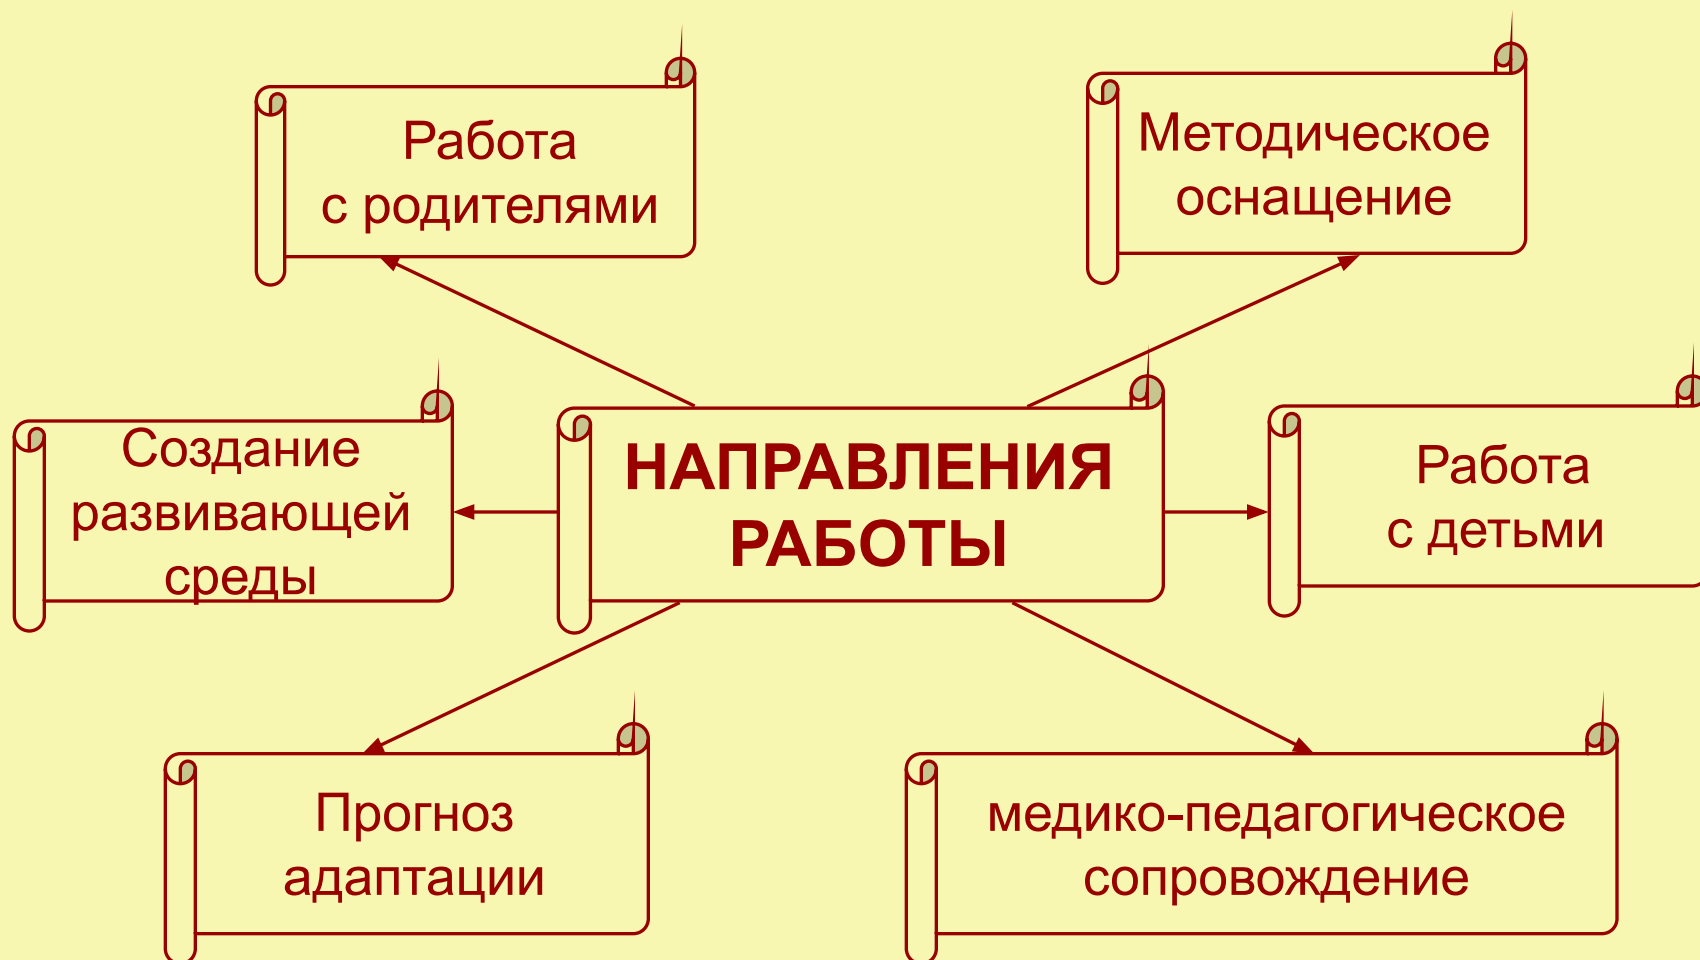 Работа
с родителями
Методическое
оснащение
Создание
развивающей
среды
НАПРАВЛЕНИЯ
РАБОТЫ
Работа
с детьми
Прогноз
адаптации
медико-педагогическое
сопровождение